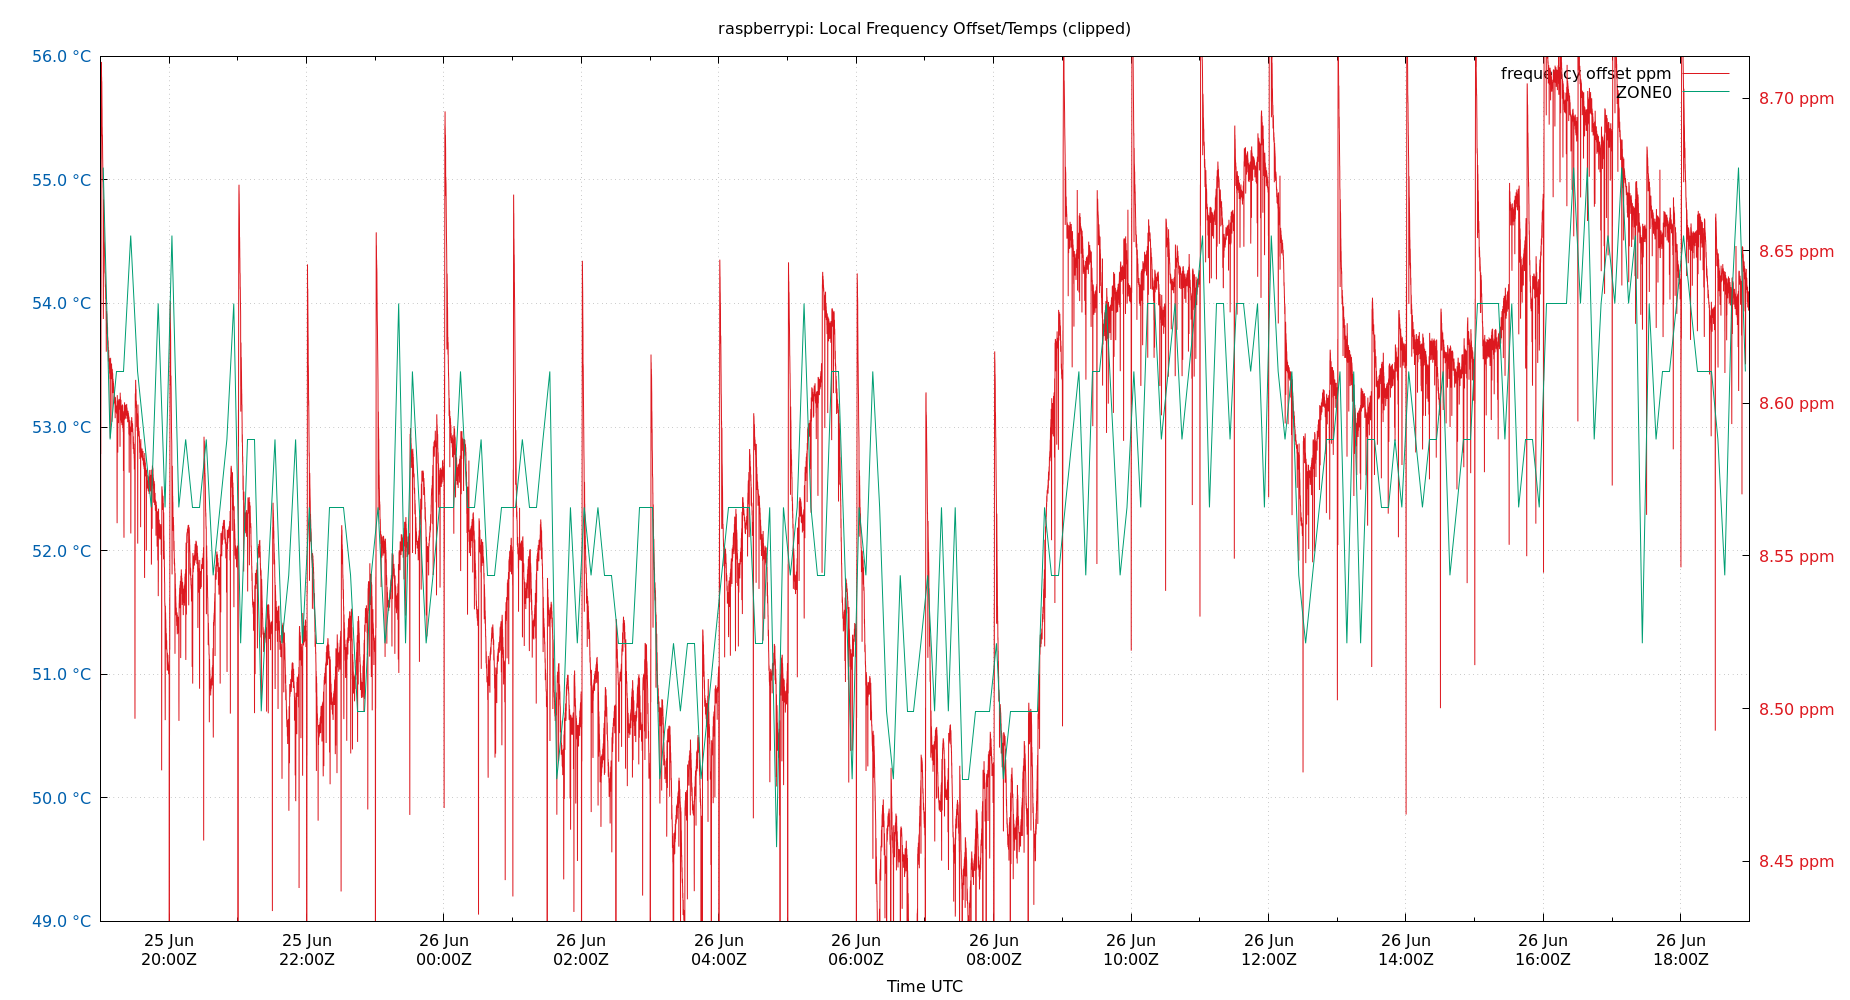 raspberrypi: Local Frequency Offset/Temps (clipped)
56.0 °C
55.0 °C
54.0 °C
53.0 °C
52.0 °C
51.0 °C
50.0 °C
49.0 °C
frequency offset ppm
ZONE0
8.70 ppm
8.65 ppm
8.60 ppm
8.55 ppm
8.50 ppm
8.45 ppm
25 Jun 25 Jun 26 Jun 26 Jun 26 Jun 26 Jun 26 Jun 26 Jun 26 Jun 26 Jun 26 Jun 26 Jun
20:00Z 22:00Z 00:00Z 02:00Z 04:00Z 06:00Z 08:00Z 10:00Z 12:00Z 14:00Z 16:00Z 18:00Z
Time UTC